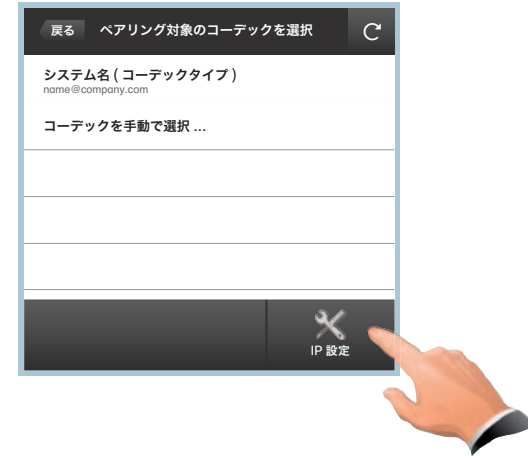 戻る ペアリング対象のコーデックを選択
システム名 ( コーデックタイプ )
name@company.com
コーデックを手動で選択 ...
IP 設定